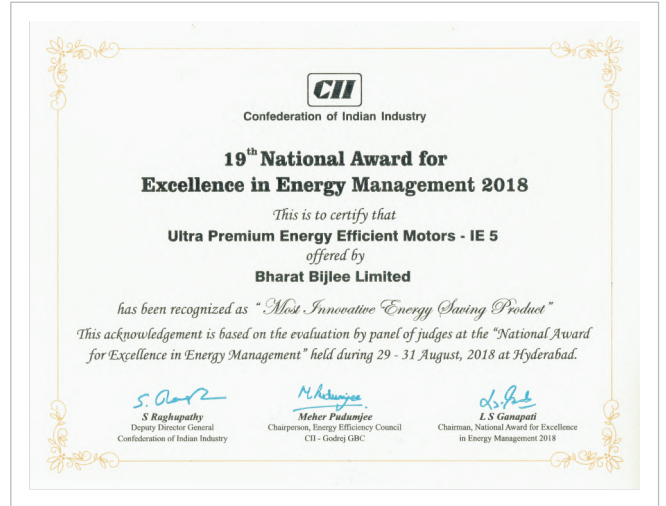 CII
Confederation of Indian Industry
19th National Award for
Excellence in Energy Management 2018
This is to certify that
Ultra Premium Energy Efficient Motors - IE 5
offered by
Bharat Bijlee Limited
has been recognized as “Most Innovative Energy Saving Product”
This acknowledgement is based on the evaluation by panel of judges at the “National Award
for Excellence in Energy Management” held during 29 - 31 August, 2018 at Hyderabad.
S Raghupathy
Deputy Director General
Confederation of Indian Industry
Meher Pudumjee
Chairperson, Energy Efficiency Council
CII - Godrej GBC
L S Ganapati
Chairman, National Award for Excellence
in Energy Management 2018